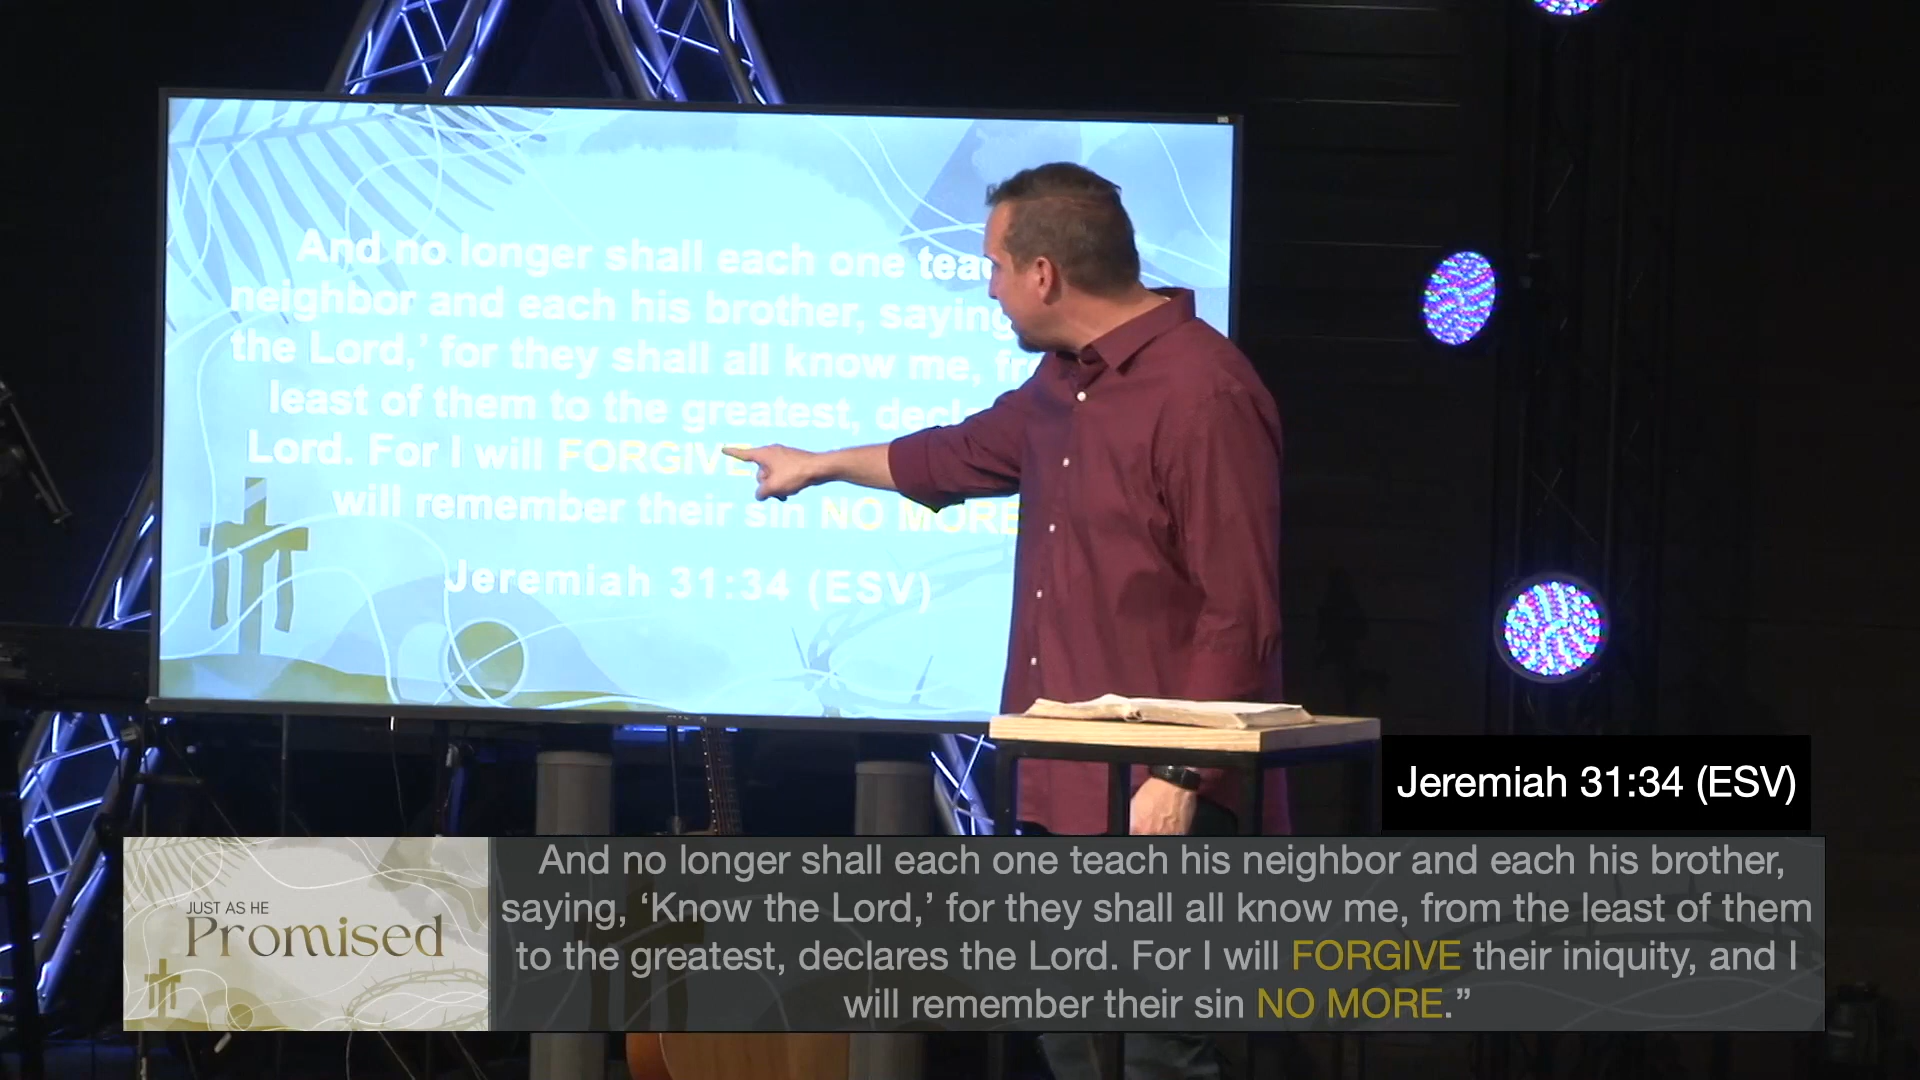 And no longer shall each one
neighbor and each his brother, saying
the Lord,' for they shall all know me,
least of them to the greatest,
Lord. For I will FORGIVE
will remember their sin NO MORE
Jeremiah 31:34 (ESV)
Jeremiah 31:34 (ESV)
JUST AS HE
Promised
And no longer shall each one teach his neighbor and each his brother,
saying, ‘Know the Lord,’ for they shall all know me, from the least of them
to the greatest, declares the Lord. For I will FORGIVE their iniquity, and I
will remember their sin NO MORE.”